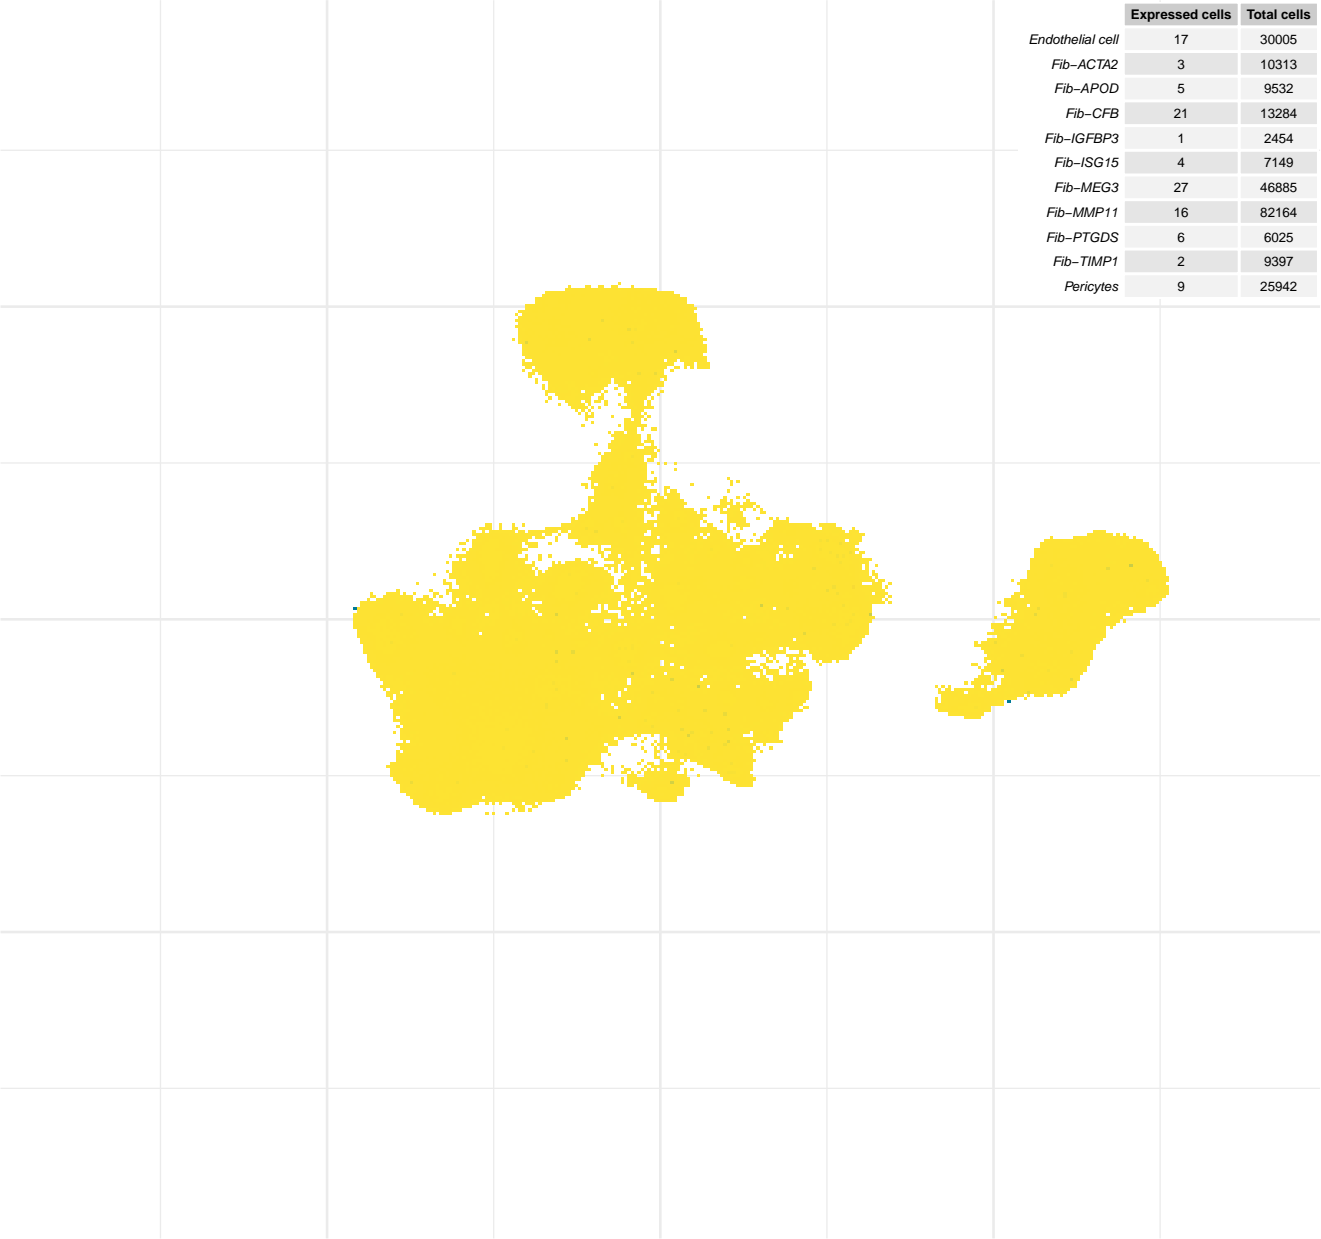 Expressed cells Total cells
Endothelial cell 17 30005
Fib−ACTA2 3 10313
Fib−APOD 5 9532
Fib−CFB 21 13284
Fib−IGFBP3 1 2454
Fib−ISG15 4 7149
Fib−MEG3 27 46885
Fib−MMP11 16 82164
Fib−PTGDS 6 6025
Fib−TIMP1 2 9397
Pericytes 9 25942